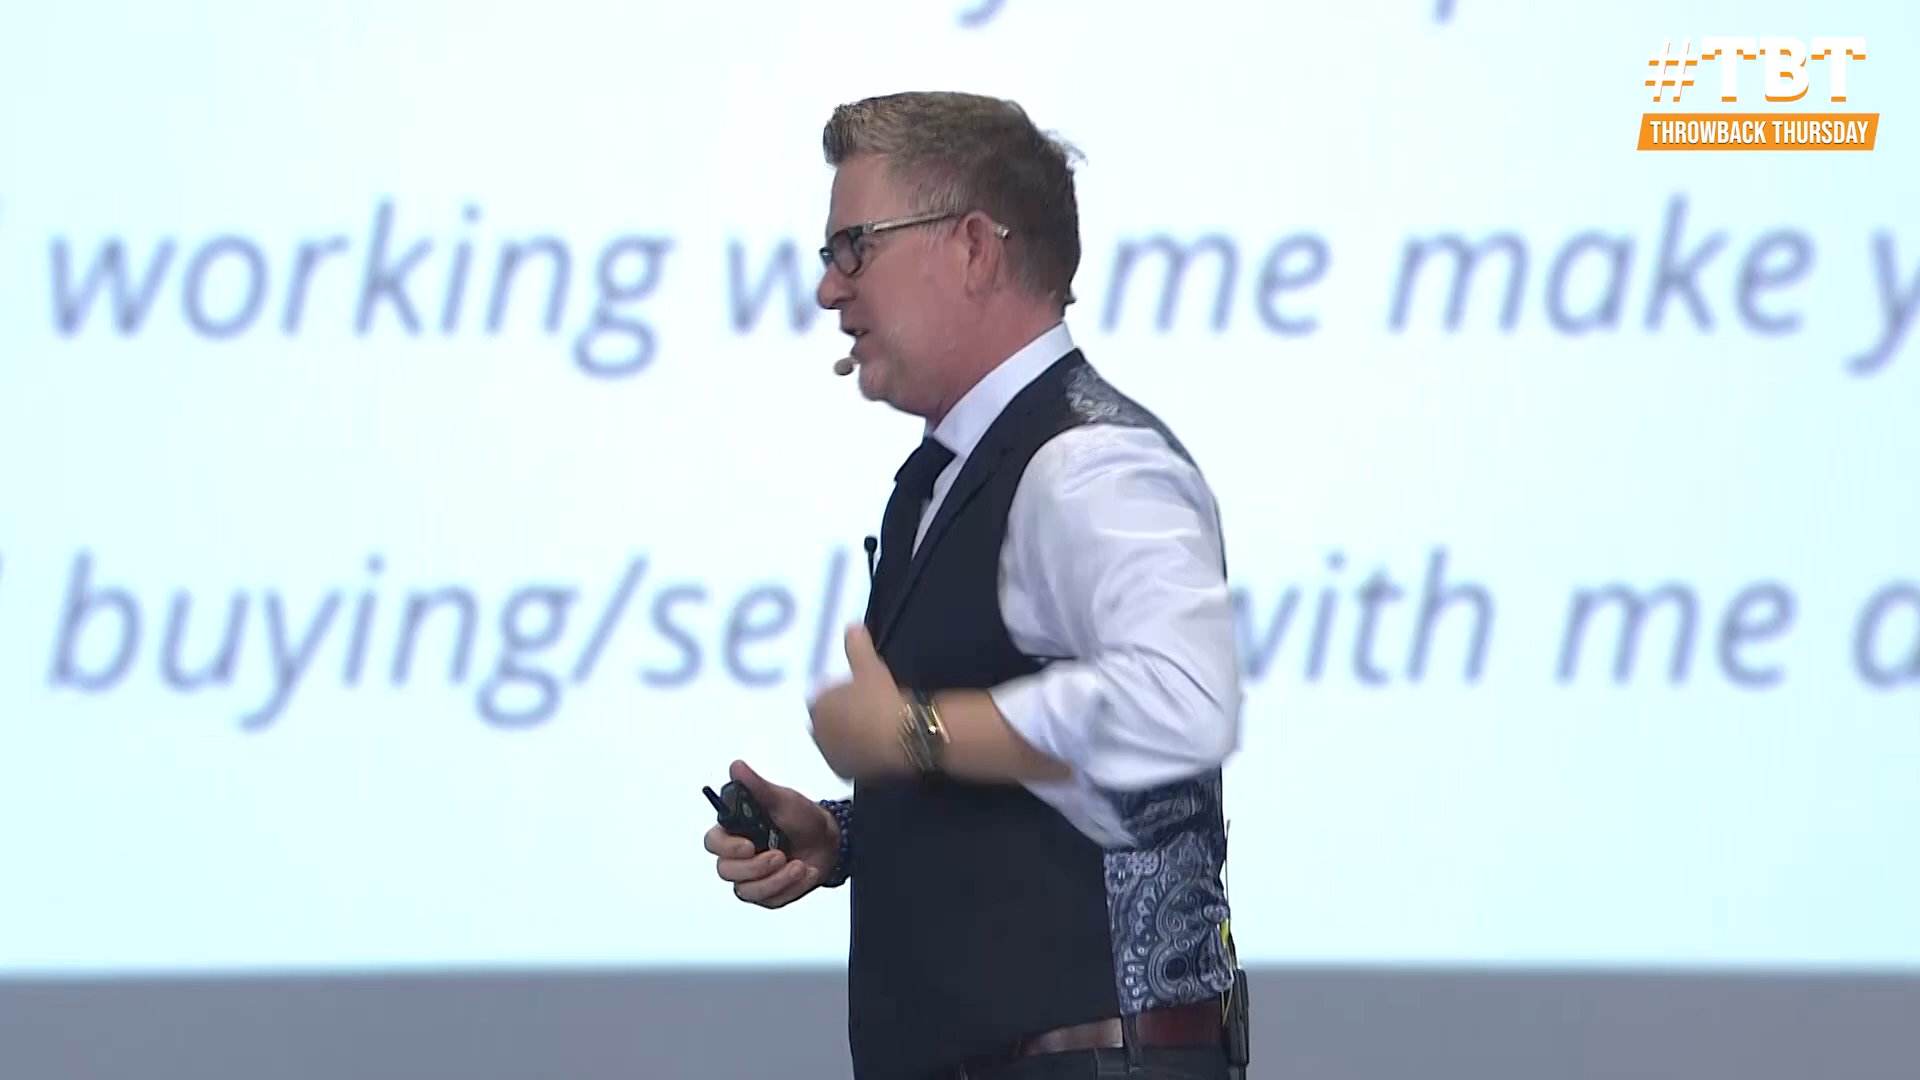 #TBT
THROWBACK THURSDAY
working me make
buying/sel with me